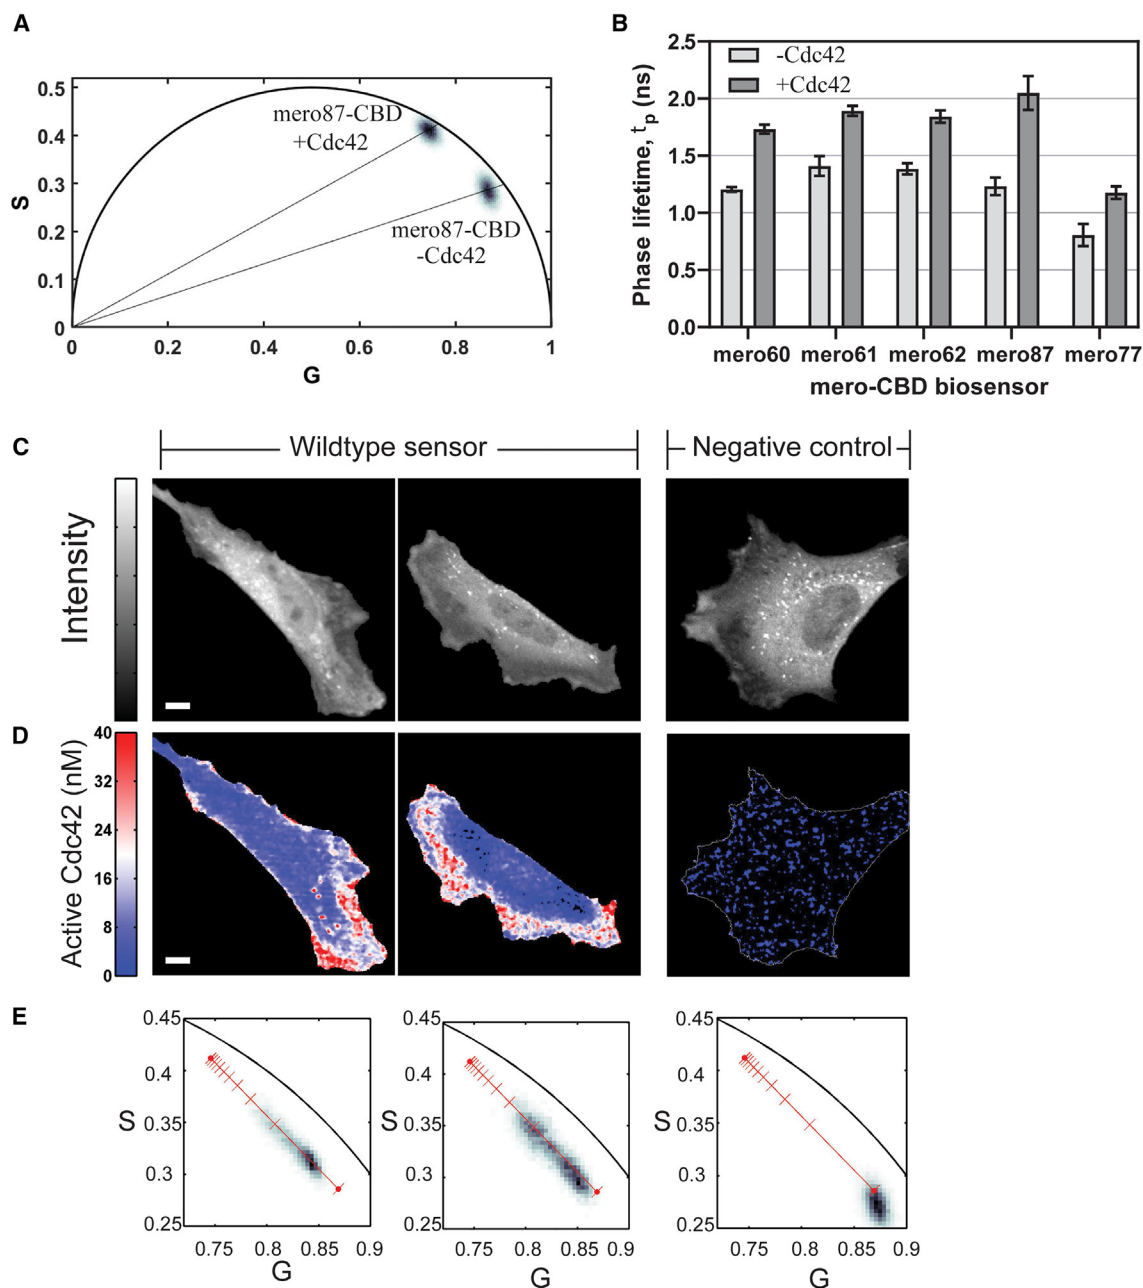 A
0.5
0.4
0.3
0.2
0.1
0
S
0
0.2
0.4
0.6
0.8
1
G
mero87-CBD
+Cdc42
mero87-CBD
-Cdc42
B
2.5
2.0
1.5
1.0
0.5
0.0
Phase lifetime, tp (ns)
-Cdc42
+Cdc42
mero60
mero61
mero62
mero87
mero77
mero-CBD biosensor
C
Wildtype sensor
Negative control
Intensity
D
Active Cdc42 (nM)
40
32
24
16
8
0
E
0.45
0.4
0.35
0.3
0.25
S
0.75
0.8
0.85
0.9
G
0.45
0.4
0.35
0.3
0.25
S
0.75
0.8
0.85
0.9
G
0.45
0.4
0.35
0.3
0.25
S
0.75
0.8
0.85
0.9
G